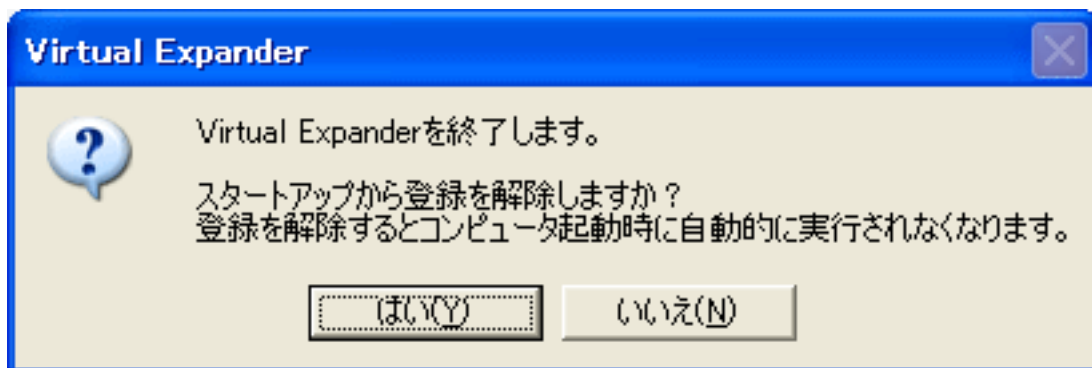 Virtual Expander
Virtual Expanderを終了します。
スタートアップから登録を解除しますか？
登録を解除するとコンピュータ起動時に自動的に実行されなくなります。
はい(Y)
いいえ(N)